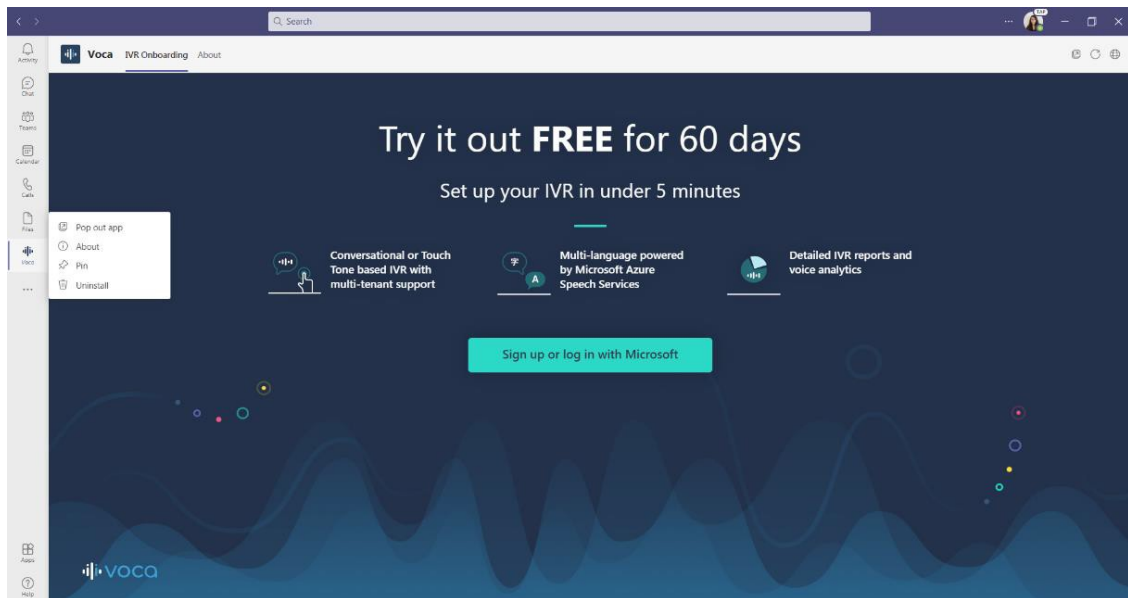 Search
Activity
Chat
Teams
Calendar
Calls
Files
Voca
Apps
Help
Voca IVR Onboarding About
Pop out app
About
Pin
Uninstall
Try it out FREE for 60 days
Set up your IVR in under 5 minutes
Conversational or Touch
Tone based IVR with
multi-tenant support
字
A
Multi-language powered
by Microsoft Azure
Speech Services
Detailed IVR reports and
voice analytics
Sign up or log in with Microsoft
voca